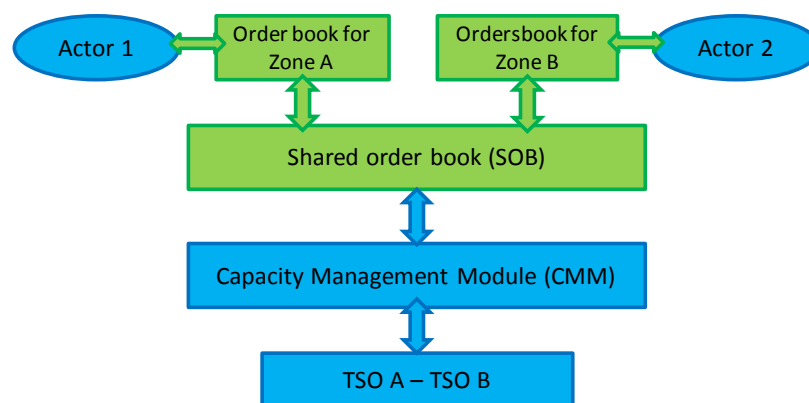 Actor 1
Order book for
Zone A
Ordersbook for
Zone B
Actor 2
Shared order book (SOB)
Capacity Management Module (CMM)
TSO A – TSO B